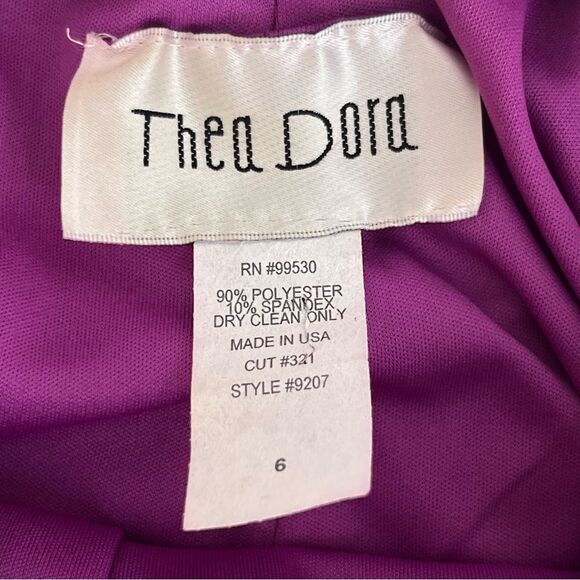 Thea Dora
RN #99530
90% POLYESTER
10% SPANDEX
DRY CLEAN ONLY
MADE IN USA
CUT #321
STYLE #9207
6